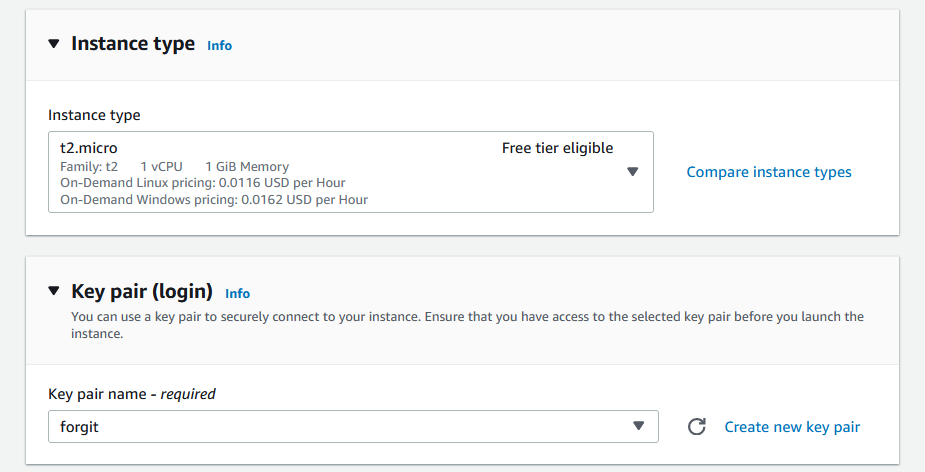 Instance type Info
Instance type
t2.micro Free tier eligible
Family: t2 1 vCPU 1 GiB Memory
On-Demand Linux pricing: 0.0116 USD per Hour
On-Demand Windows pricing: 0.0162 USD per Hour
Compare instance types
Key pair (login) Info
You can use a key pair to securely connect to your instance. Ensure that you have access to the selected key pair before you launch the
instance.
Key pair name - required
forgit
Create new key pair